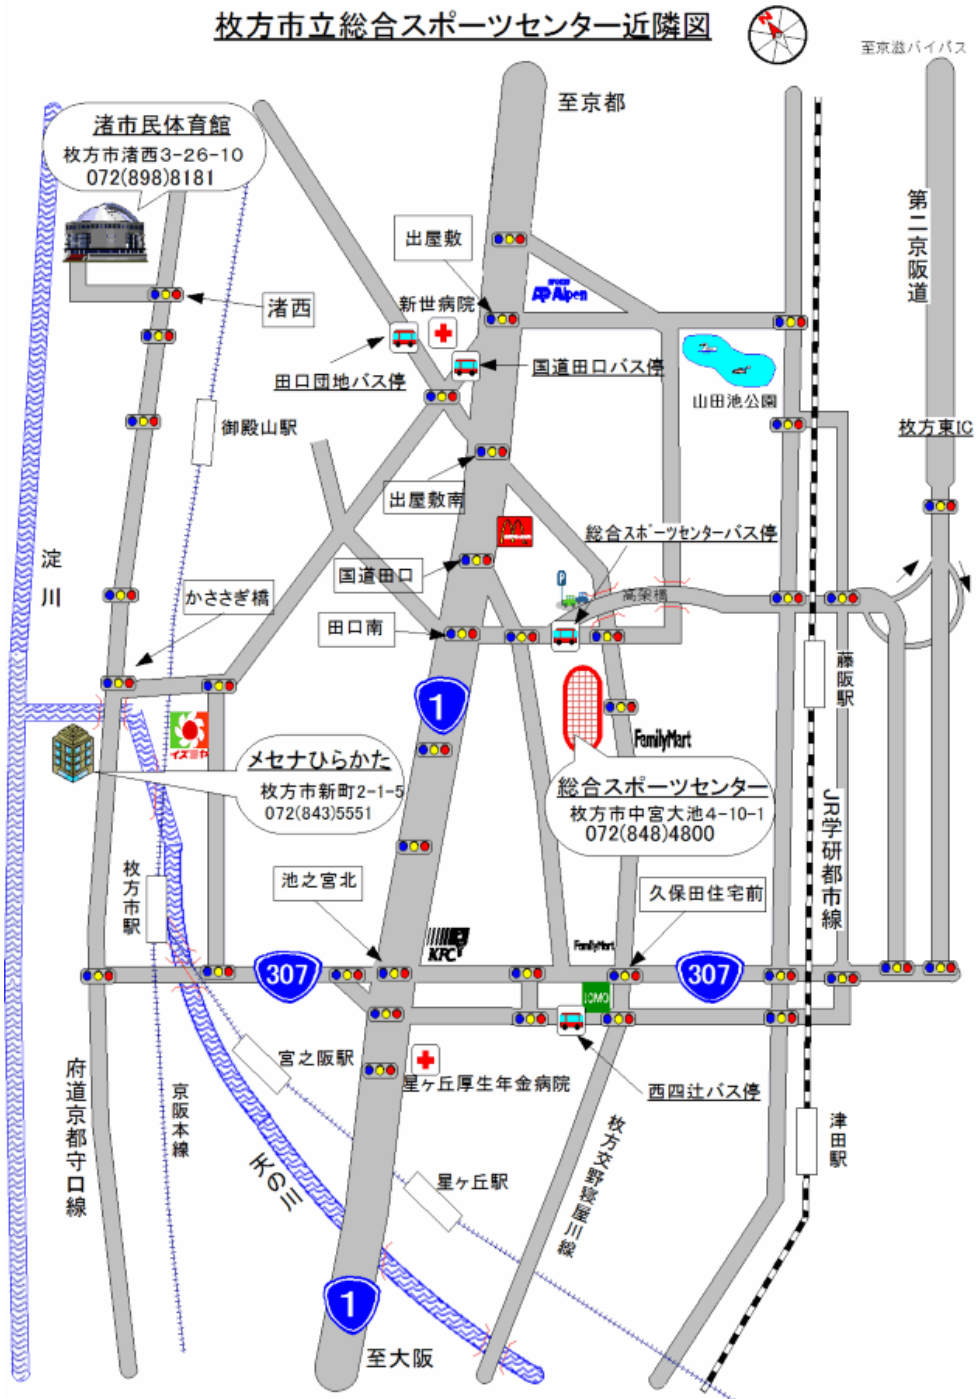 枚方市立総合スポーツセンター近隣図
N
至京滋バイパス
至京都
渚市民体育館
枚方市渚西3-26-10
072(898)8181
第二京阪道
出屋敷
Alpen
渚西
新世病院
田口団地バス停
国道田口バス停
山田池公園
御殿山駅
枚方東IC
出屋敷南
総合スポーツセンターバス停
淀川
国道田口
P
かささぎ橋
高架橋
田口南
藤阪駅
1
イズミヤ
FamilyMart
メセナひらかた
枚方市新町2-1-5
072(843)5551
総合スポーツセンター
枚方市中宮大池4-10-1
072(848)4800
JR学研都市線
枚方市駅
池之宮北
久保田住宅前
KFC
FamilyMart
307
307
JOMO
宮之阪駅
星ヶ丘厚生年金病院
西四辻バス停
府道京都守口線
京阪本線
天の川
星ヶ丘駅
枚方交野寝屋川線
津田駅
1
至大阪